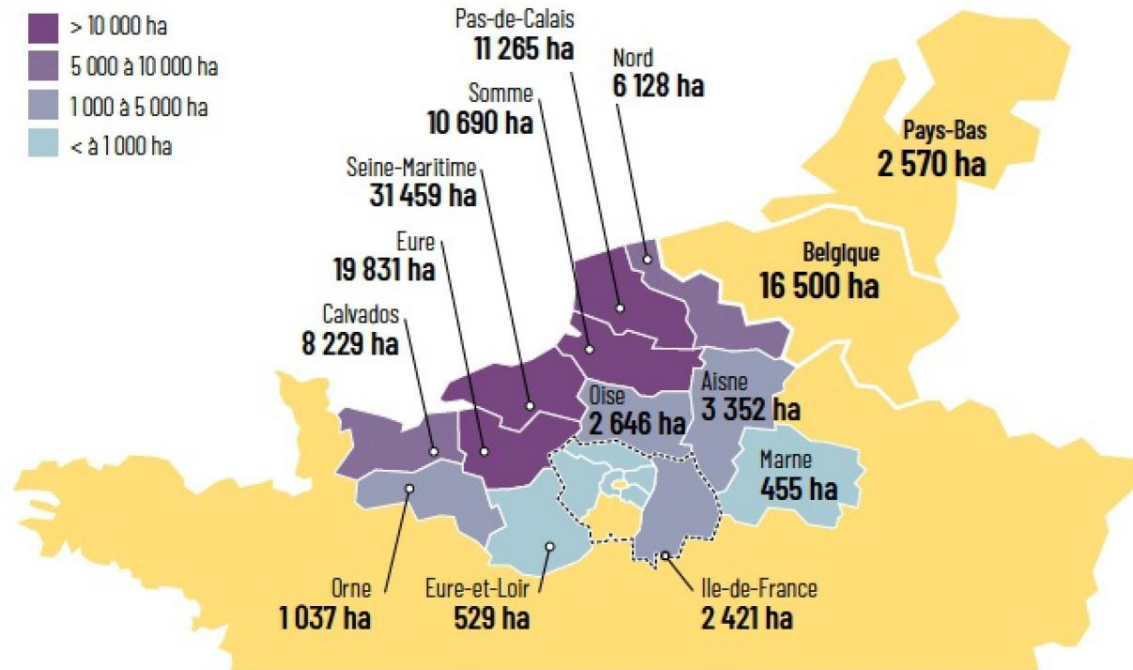 > 10 000 ha
5 000 à 10 000 ha
1 000 à 5 000 ha
< à 1 000 ha
Pas-de-Calais
11 265 ha
Nord
6 128 ha
Somme
10 690 ha
Pays-Bas
2 570 ha
Seine-Maritime
31 459 ha
Eure
19 831 ha
Belgique
16 500 ha
Calvados
8 229 ha
Oise
2 646 ha
Aisne
3 352 ha
Marne
455 ha
Orne
1 037 ha
Eure-et-Loir
529 ha
Ile-de-France
2 421 ha